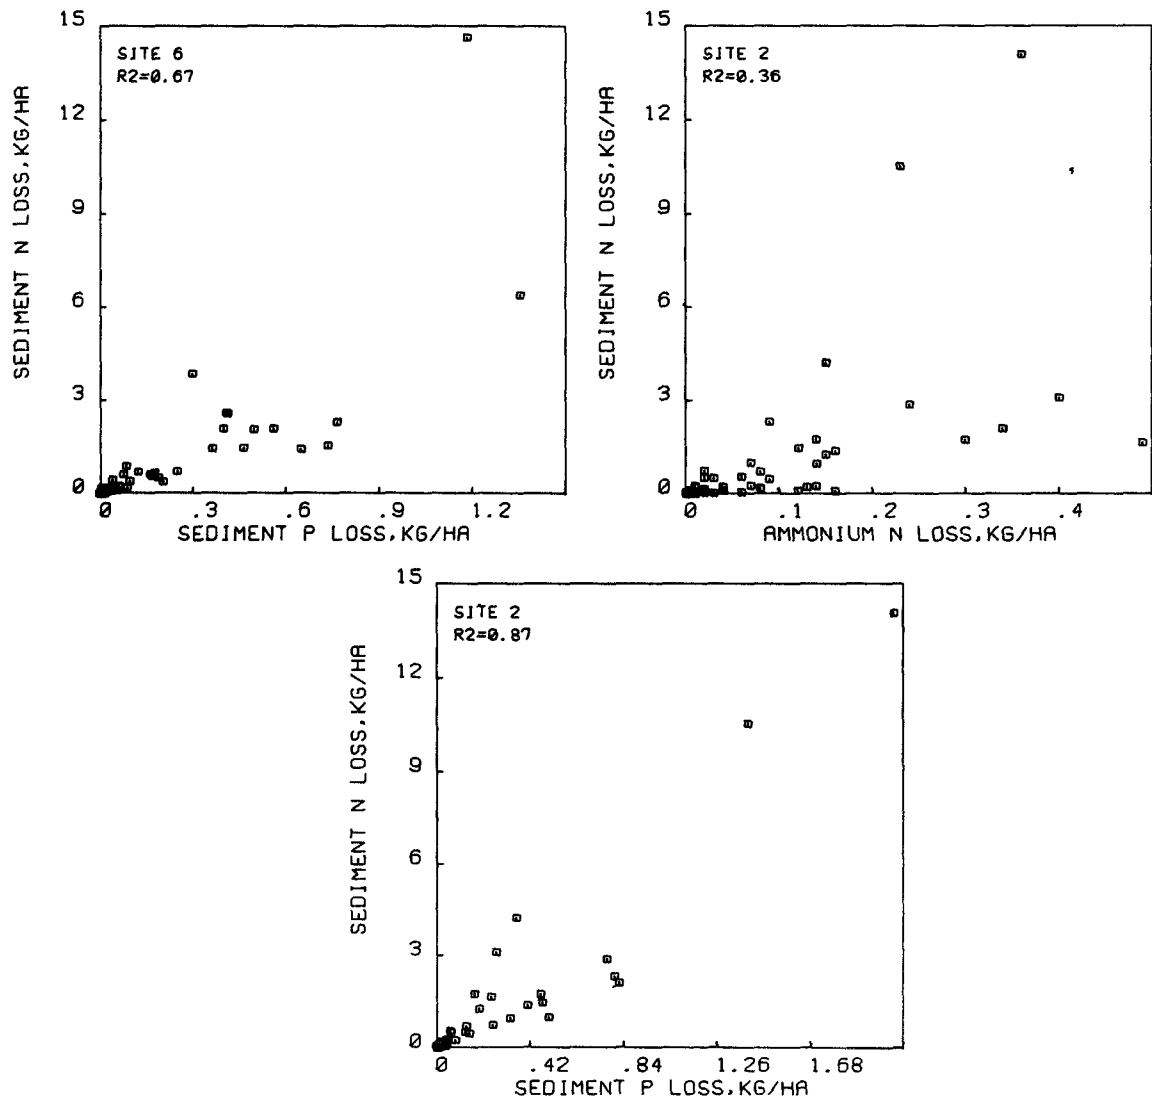 SITE 6
R2=0.67
SEDIMENT N LOSS,KG/HA
15
12
9
6
3
0
0 .3 .6 .9 1.2
SEDIMENT P LOSS,KG/HA
SITE 2
R2=0.36
SEDIMENT N LOSS,KG/HA
15
12
9
6
3
0
0 .1 .2 .3 .4
AMMONIUM N LOSS,KG/HA
SITE 2
R2=0.87
SEDIMENT N LOSS,KG/HA
15
12
9
6
3
0
0 .42 .84 1.26 1.68
SEDIMENT P LOSS,KG/HA